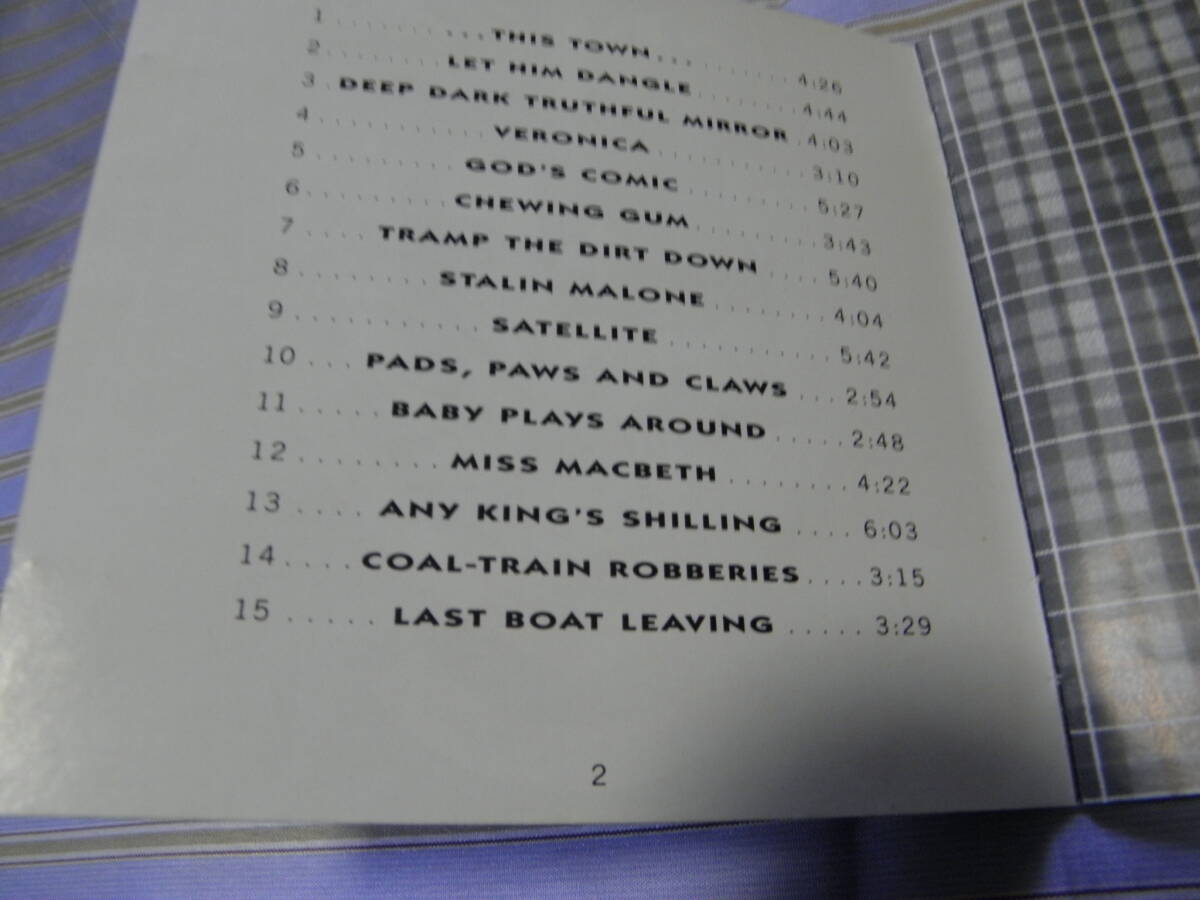 1 ............THIS TOWN........... 4:26
2.......... LET HIM DANGLE ........ 4:44
3 . DEEP DARK TRUTHFUL MIRROR . 4:03
4 ........... VERONICA .......... 3:10
5 ......... GOD'S COMIC ......... 5:27
6 ......... CHEWING GUM ......... 3:43
7 .... TRAMP THE DIRT DOWN .... 5:40
8 ........ STALIN MALONE ........ 4:04
9 ........... SATELLITE ........... 5:42
10 ... PADS, PAWS AND CLAWS ... 2:54
11 ..... BABY PLAYS AROUND ..... 2:48
12 ........ MISS MACBETH ........ 4:22
13 .... ANY KING'S SHILLING .... 6:03
14 .... COAL-TRAIN ROBBERIES .... 3:15
15 ..... LAST BOAT LEAVING ..... 3:29
2